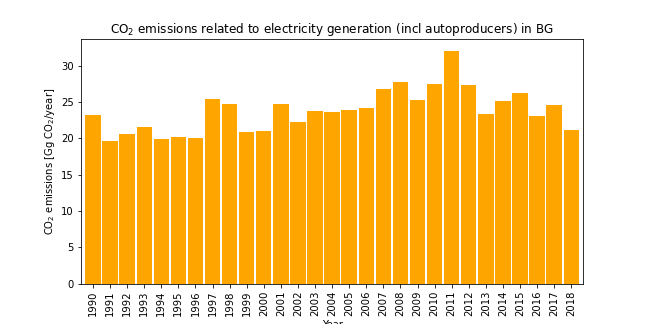 CO₂ emissions related to electricity generation (incl autoproducers) in BG
CO₂ emissions [Gg CO₂/year]
30
25
20
15
10
5
0
1990 1991 1992 1993 1994 1995 1996 1997 1998 1999 2000 2001 2002 2003 2004 2005 2006 2007 2008 2009 2010 2011 2012 2013 2014 2015 2016 2017 2018
Year